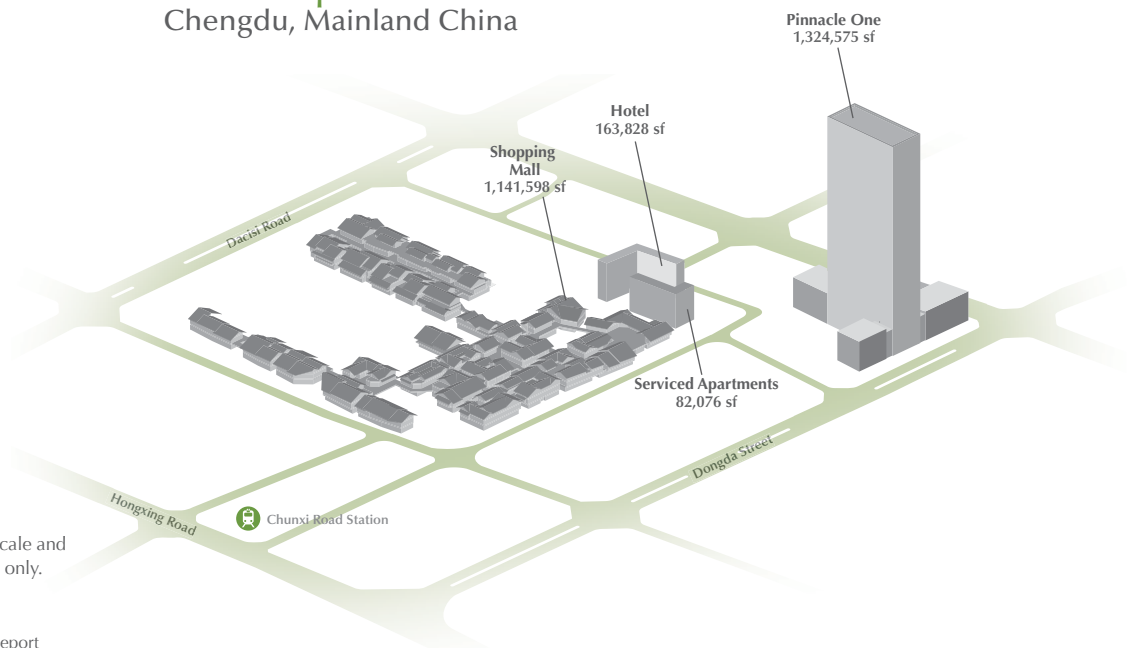 Chengdu, Mainland China
Pinnacle One
1,324,575 sf
Hotel
163,828 sf
Shopping
Mall
1,141,598 sf
Dacisi Road
Serviced Apartments
82,076 sf
Dongda Street
Hongxing Road
Chunxi Road Station
cale and
only.
eport